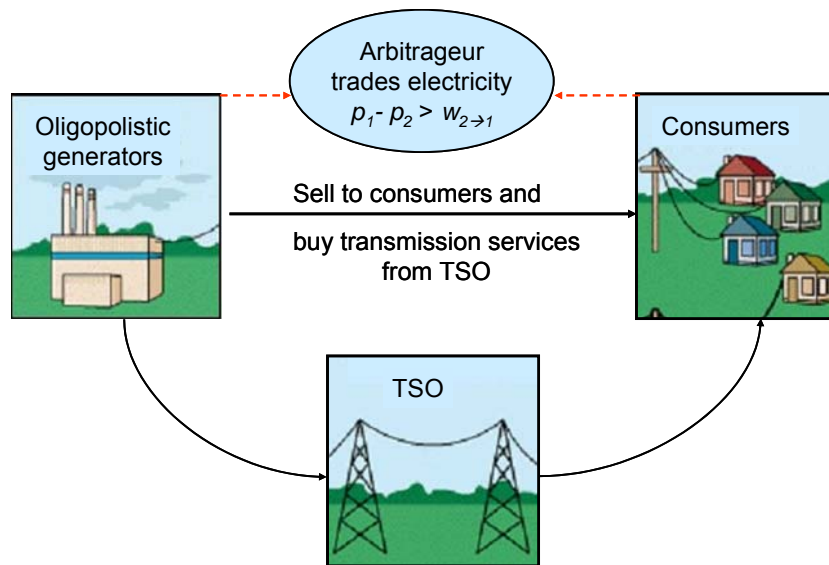 Arbitrageur
trades electricity
p₁- p₂ > w₂→₁
Oligopolistic
generators
Consumers
Sell to consumers and
buy transmission services
from TSO
TSO